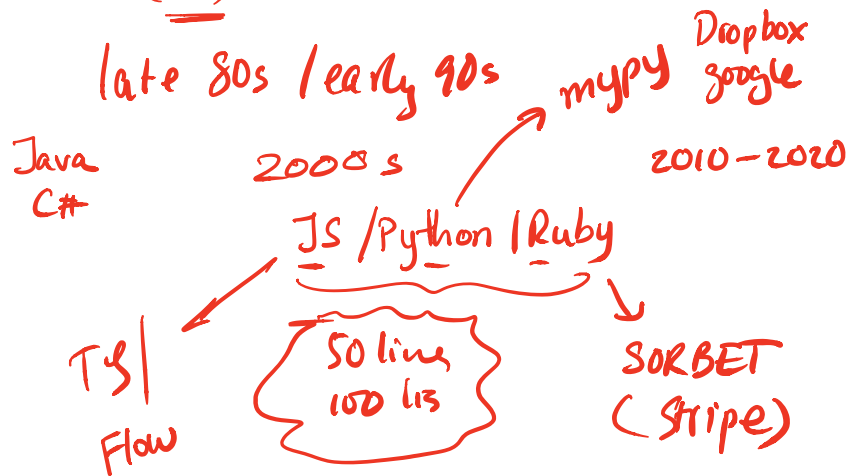 late 80s / early 90s
mypy
Dropbox
google
Java
C#
2000s
2010-2020
JS / Python / Ruby
TS /
Flow
50 line
100 lis
SORBET
(Stripe)